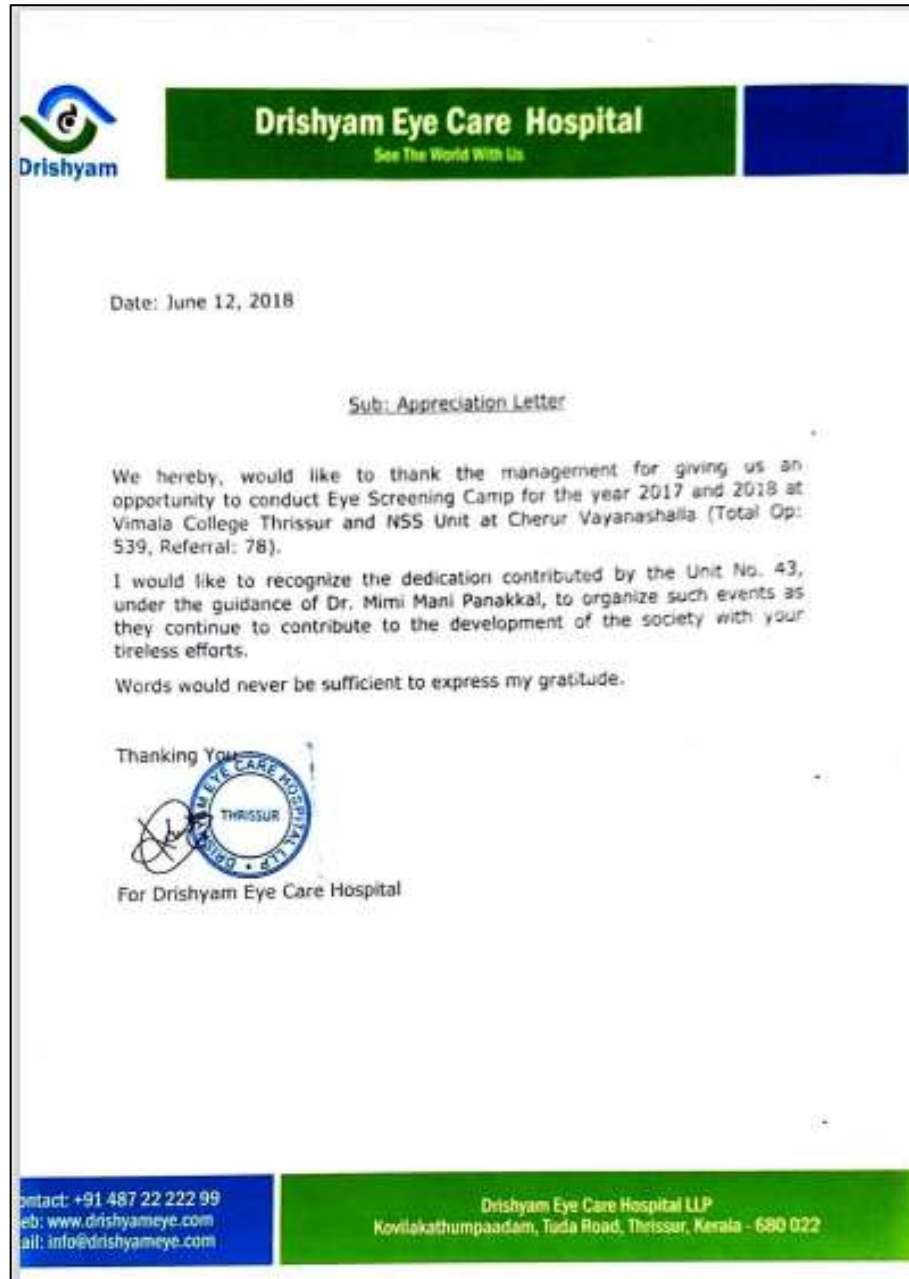 Drishyam
Drishyam Eye Care Hospital
See The World With Us
Date: June 12, 2018
Sub: Appreciation Letter
We hereby, would like to thank the management for giving us an
opportunity to conduct Eye Screening Camp for the year 2017 and 2018 at
Vimala College Thrissur and NSS Unit at Cherur Vayanashalla (Total Op:
539, Referral: 78).
I would like to recognize the dedication contributed by the Unit No. 43,
under the guidance of Dr. Mimi Mani Panakkal, to organize such events as
they continue to contribute to the development of the society with your
tireless efforts.
Words would never be sufficient to express my gratitude.
Thanking You
DRISHYAM EYE CARE HOSPITAL LLP
THRISSUR
For Drishyam Eye Care Hospital
ontact: +91 487 22 222 99
eb: www.drishyameye.com
ail: info@drishyameye.com
Drishyam Eye Care Hospital LLP
Kovilakathumpaadam, Tuda Road, Thrissur, Kerala - 680 022